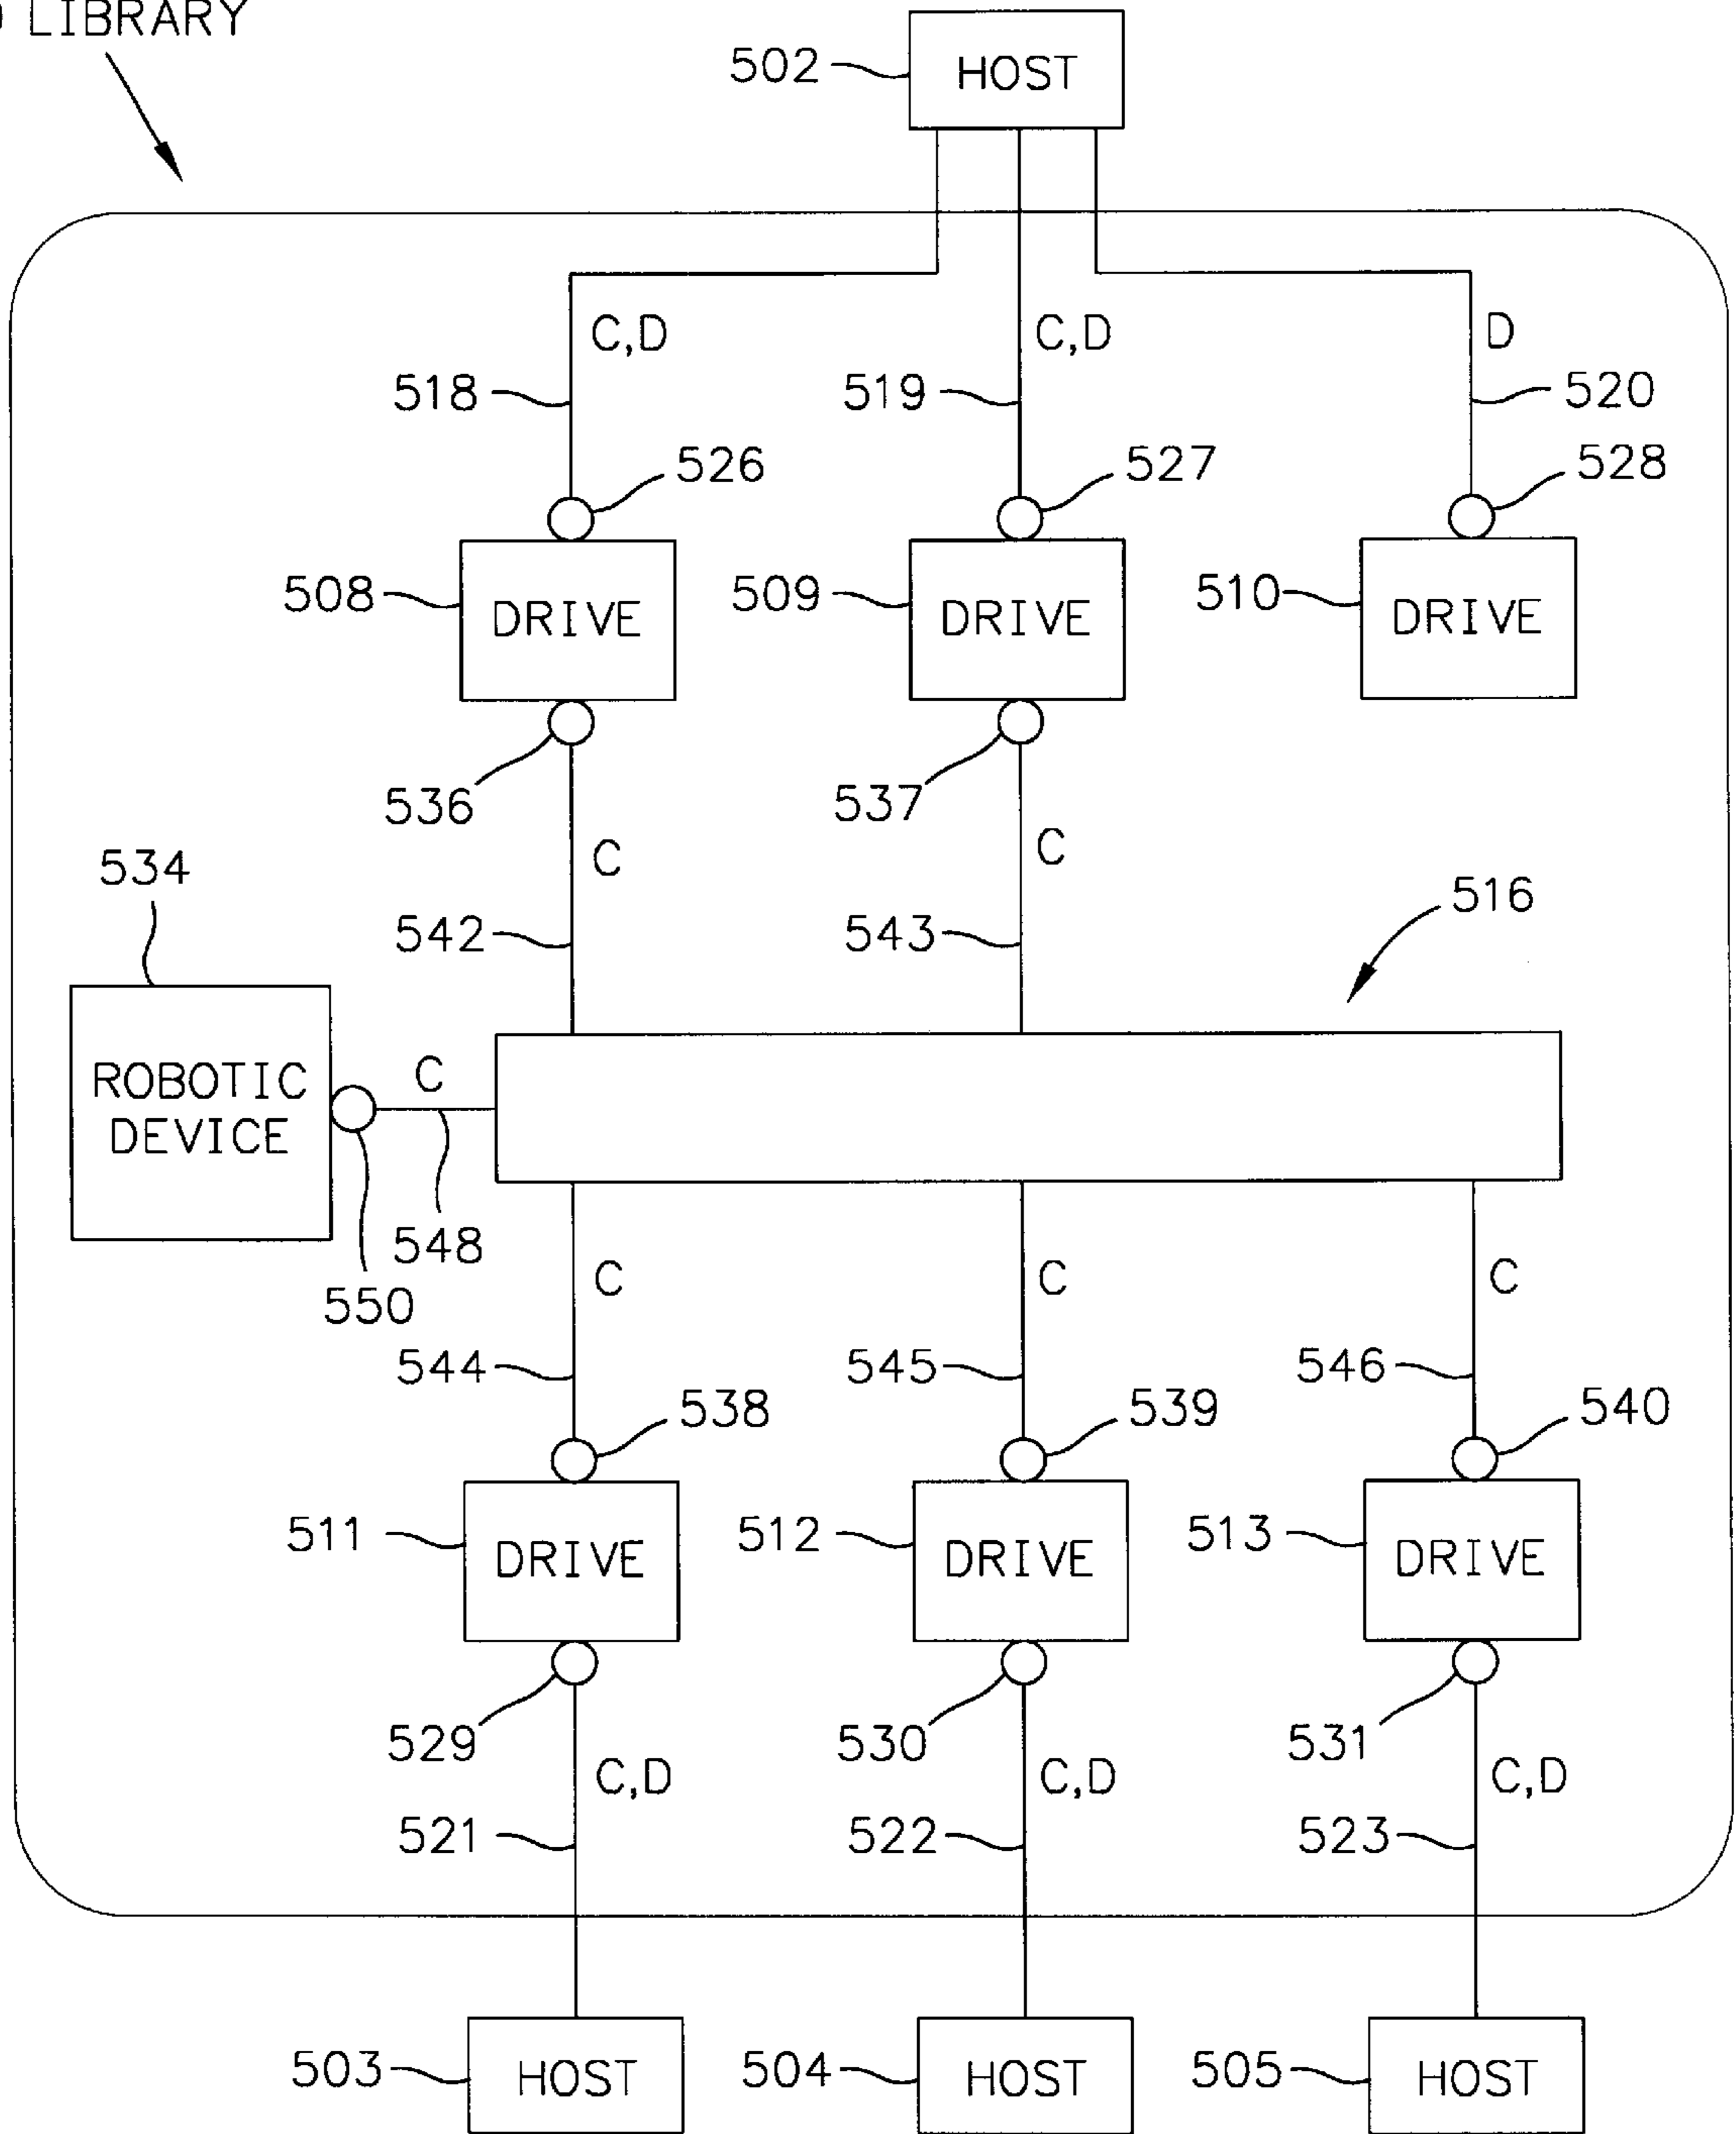 LIBRARY
502
HOST
C,D
C,D
D
518
519
520
526
527
528
508
DRIVE
509
DRIVE
510
DRIVE
536
537
C
C
534
516
542
543
ROBOTIC
DEVICE
C
548
550
C
C
C
544
545
546
538
539
540
511
DRIVE
512
DRIVE
513
DRIVE
529
530
531
C,D
C,D
C,D
521
522
523
503
HOST
504
HOST
505
HOST